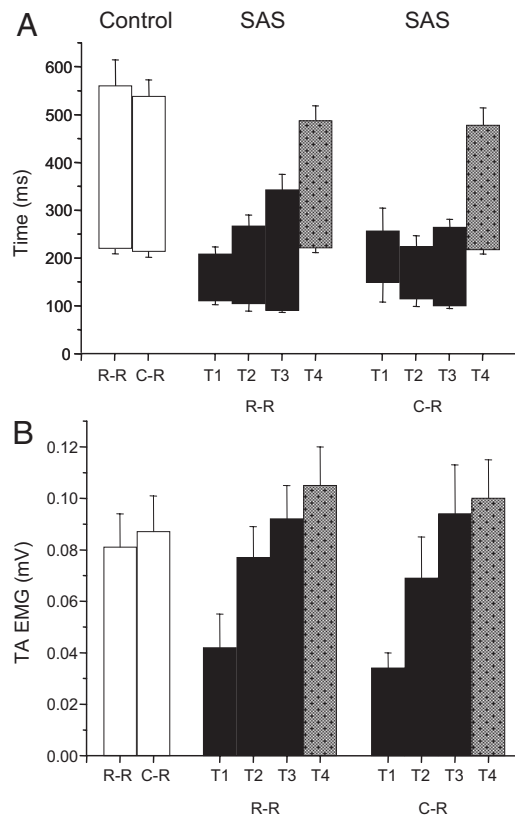 A
Control SAS SAS
Time (ms)
600
500
400
300
200
100
0
R-R C-R T1 T2 T3 T4 T1 T2 T3 T4
R-R C-R
B
TA EMG (mV)
0.12
0.10
0.08
0.06
0.04
0.02
0.00
R-R C-R T1 T2 T3 T4 T1 T2 T3 T4
R-R C-R